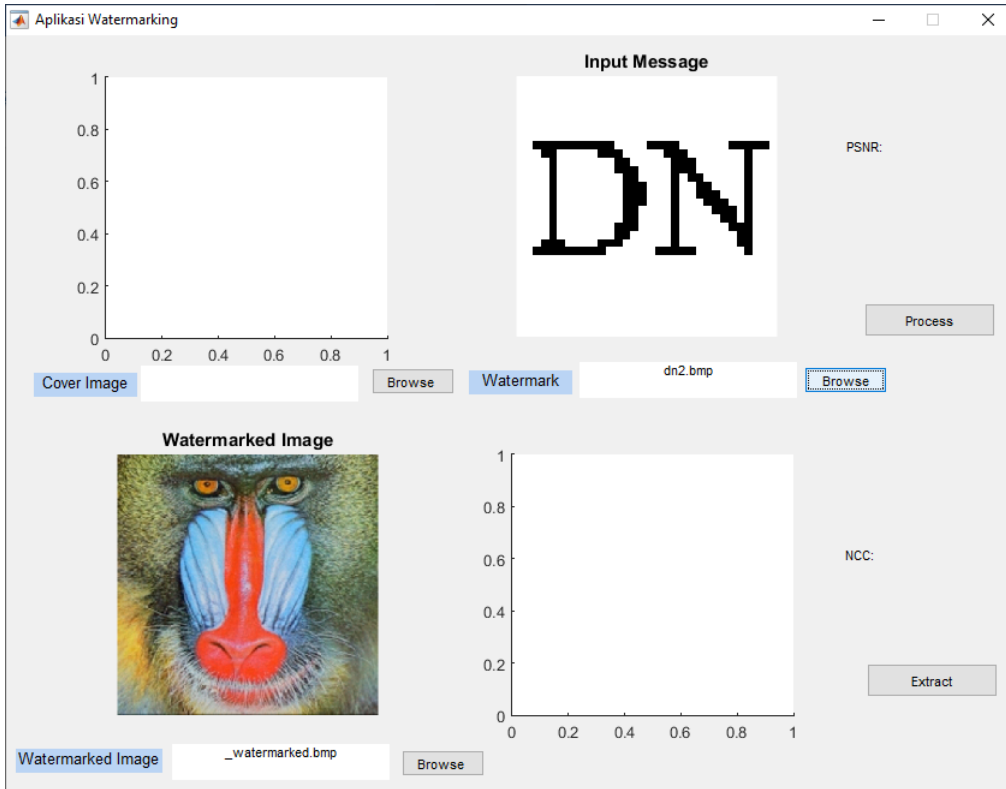 Aplikasi Watermarking
1
0.8
0.6
0.4
0.2
0
0 0.2 0.4 0.6 0.8 1
Cover Image
Browse
Input Message
DN
Watermark
dn2.bmp
Browse
PSNR:
Process
Watermarked Image
Watermarked Image
_watermarked.bmp
Browse
1
0.8
0.6
0.4
0.2
0
0 0.2 0.4 0.6 0.8 1
NCC:
Extract